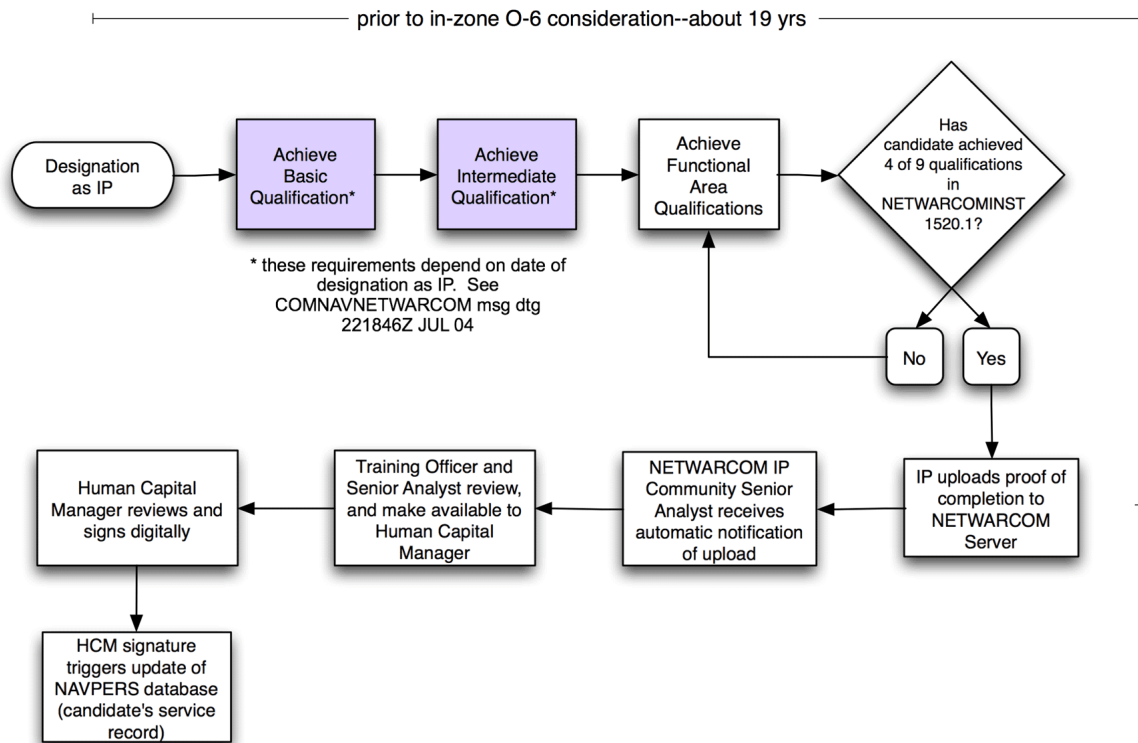 prior to in-zone O-6 consideration--about 19 yrs
Designation
as IP
Achieve
Basic
Qualification*
Achieve
Intermediate
Qualification*
Achieve
Functional
Area
Qualifications
Has
candidate achieved
4 of 9 qualifications
in
NETWARCOMINST
1520.1?
* these requirements depend on date of
designation as IP. See
COMNAVNETWARCOM msg dtg
221846Z JUL 04
No
Yes
Human Capital
Manager reviews and
signs digitally
Training Officer and
Senior Analyst review,
and make available to
Human Capital
Manager
NETWARCOM IP
Community Senior
Analyst receives
automatic notification
of upload
IP uploads proof of
completion to
NETWARCOM
Server
HCM signature
triggers update of
NAVPERS database
(candidate's service
record)